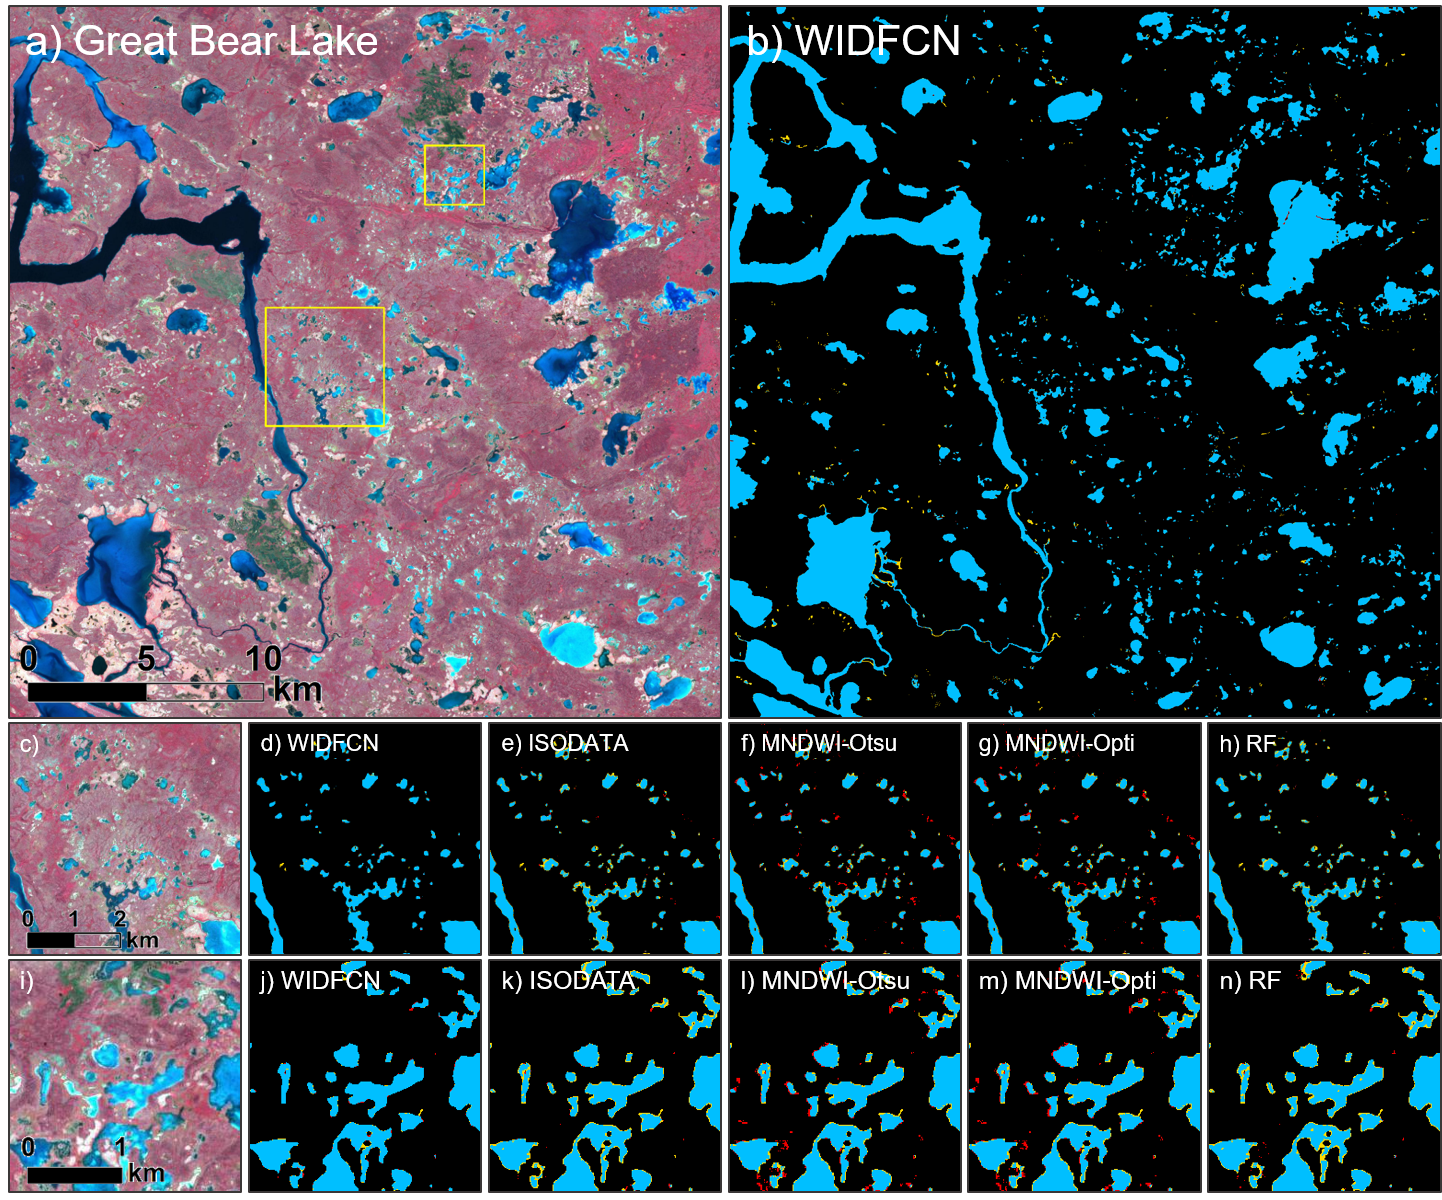 a) Great Bear Lake
b) WIDFCN
0 5 10
km
c)
d) WIDFCN
e) ISODATA
f) MNDWI-Otsu
g) MNDWI-Opti
h) RF
0 1 2
km
i)
j) WIDFCN
k) ISODATA
l) MNDWI-Otsu
m) MNDWI-Opti
n) RF
0 1
km